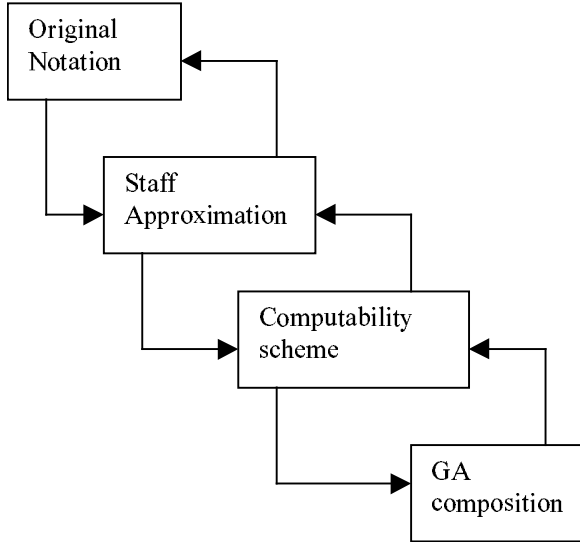 Original
Notation
Staff
Approximation
Computability
scheme
GA
composition